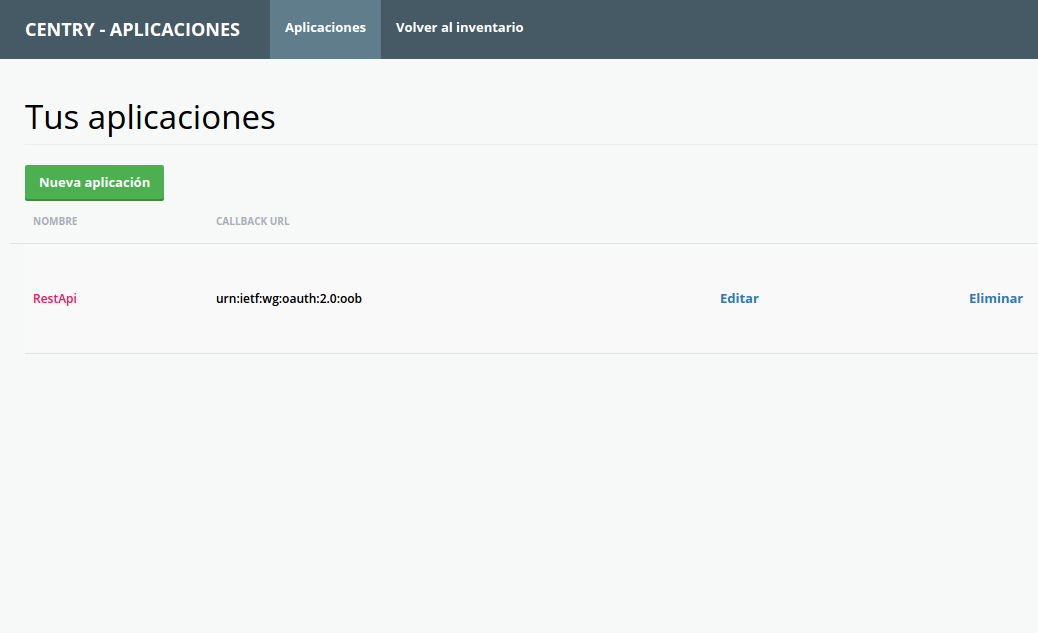 CENTRY - APLICACIONES Aplicaciones Volver al inventario
Tus aplicaciones
Nueva aplicación
NOMBRE CALLBACK URL
RestApi urn:ietf:wg:oauth:2.0:oob Editar Eliminar